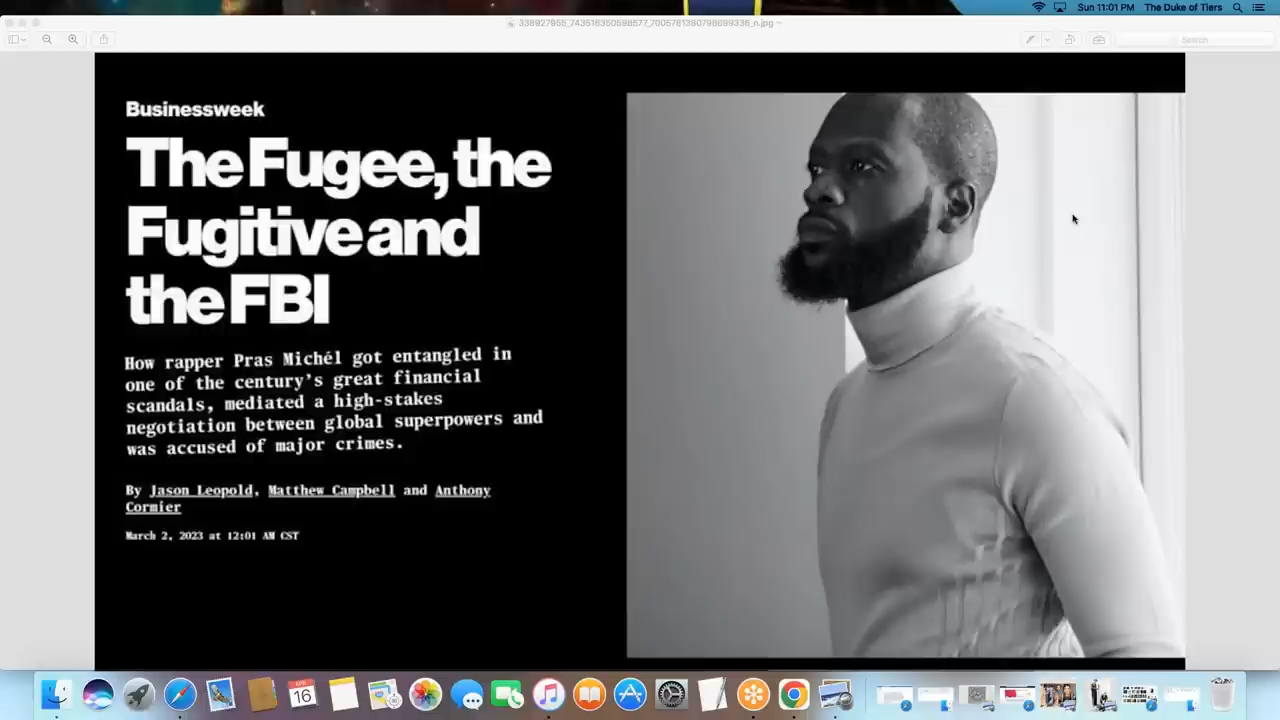 Sun 11:01 PM The Duke of Tiers
Search
Businessweek
The Fugee, the
Fugitive and
the FBI
How rapper Pras Michél got entangled in
one of the century's great financial
scandals, mediated a high-stakes
negotiation between global superpowers and
was accused of major crimes.
By Jason Leopold, Matthew Campbell and Anthony
Cormier
March 2, 2023 at 12:01 AM CST
APR
16